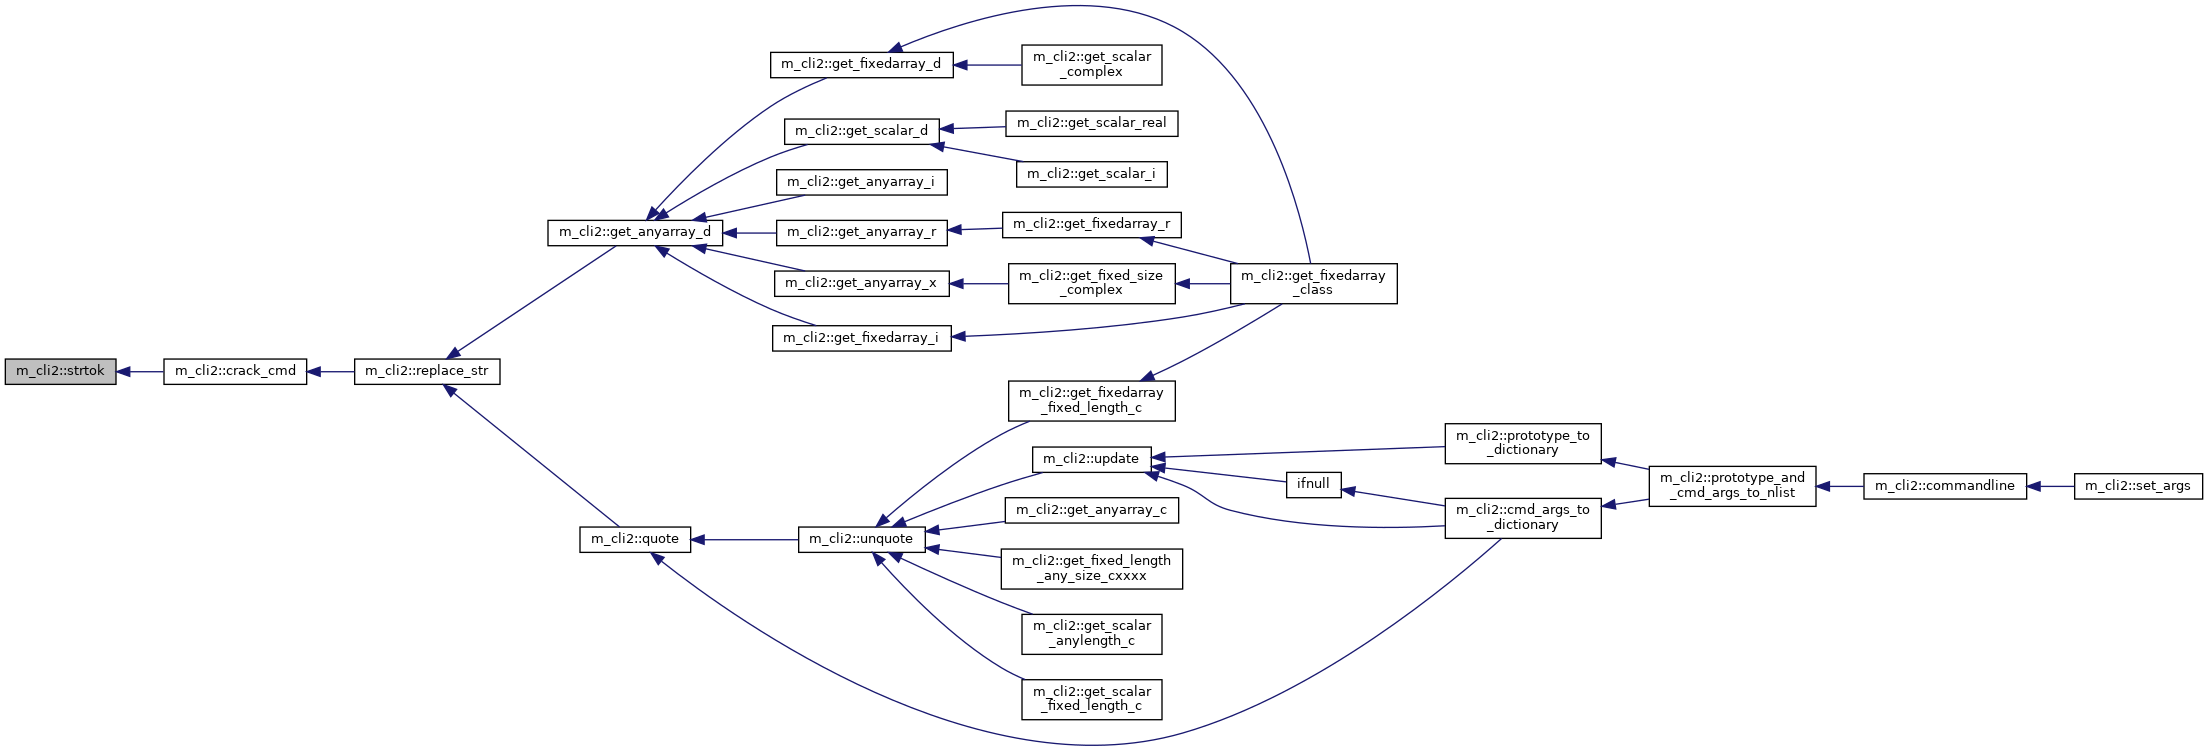 m_cli2::get_fixedarray_d
m_cli2::get_scalar
_complex
m_cli2::get_scalar_d
m_cli2::get_scalar_real
m_cli2::get_scalar_i
m_cli2::get_anyarray_i
m_cli2::get_anyarray_d
m_cli2::get_anyarray_r
m_cli2::get_fixedarray_r
m_cli2::get_anyarray_x
m_cli2::get_fixed_size
_complex
m_cli2::get_fixedarray
_class
m_cli2::get_fixedarray_i
m_cli2::strtok
m_cli2::crack_cmd
m_cli2::replace_str
m_cli2::get_fixedarray
_fixed_length_c
m_cli2::update
m_cli2::prototype_to
_dictionary
ifnull
m_cli2::prototype_and
_cmd_args_to_nlist
m_cli2::commandline
m_cli2::set_args
m_cli2::get_anyarray_c
m_cli2::cmd_args_to
_dictionary
m_cli2::quote
m_cli2::unquote
m_cli2::get_fixed_length
_any_size_cxxxx
m_cli2::get_scalar
_anylength_c
m_cli2::get_scalar
_fixed_length_c